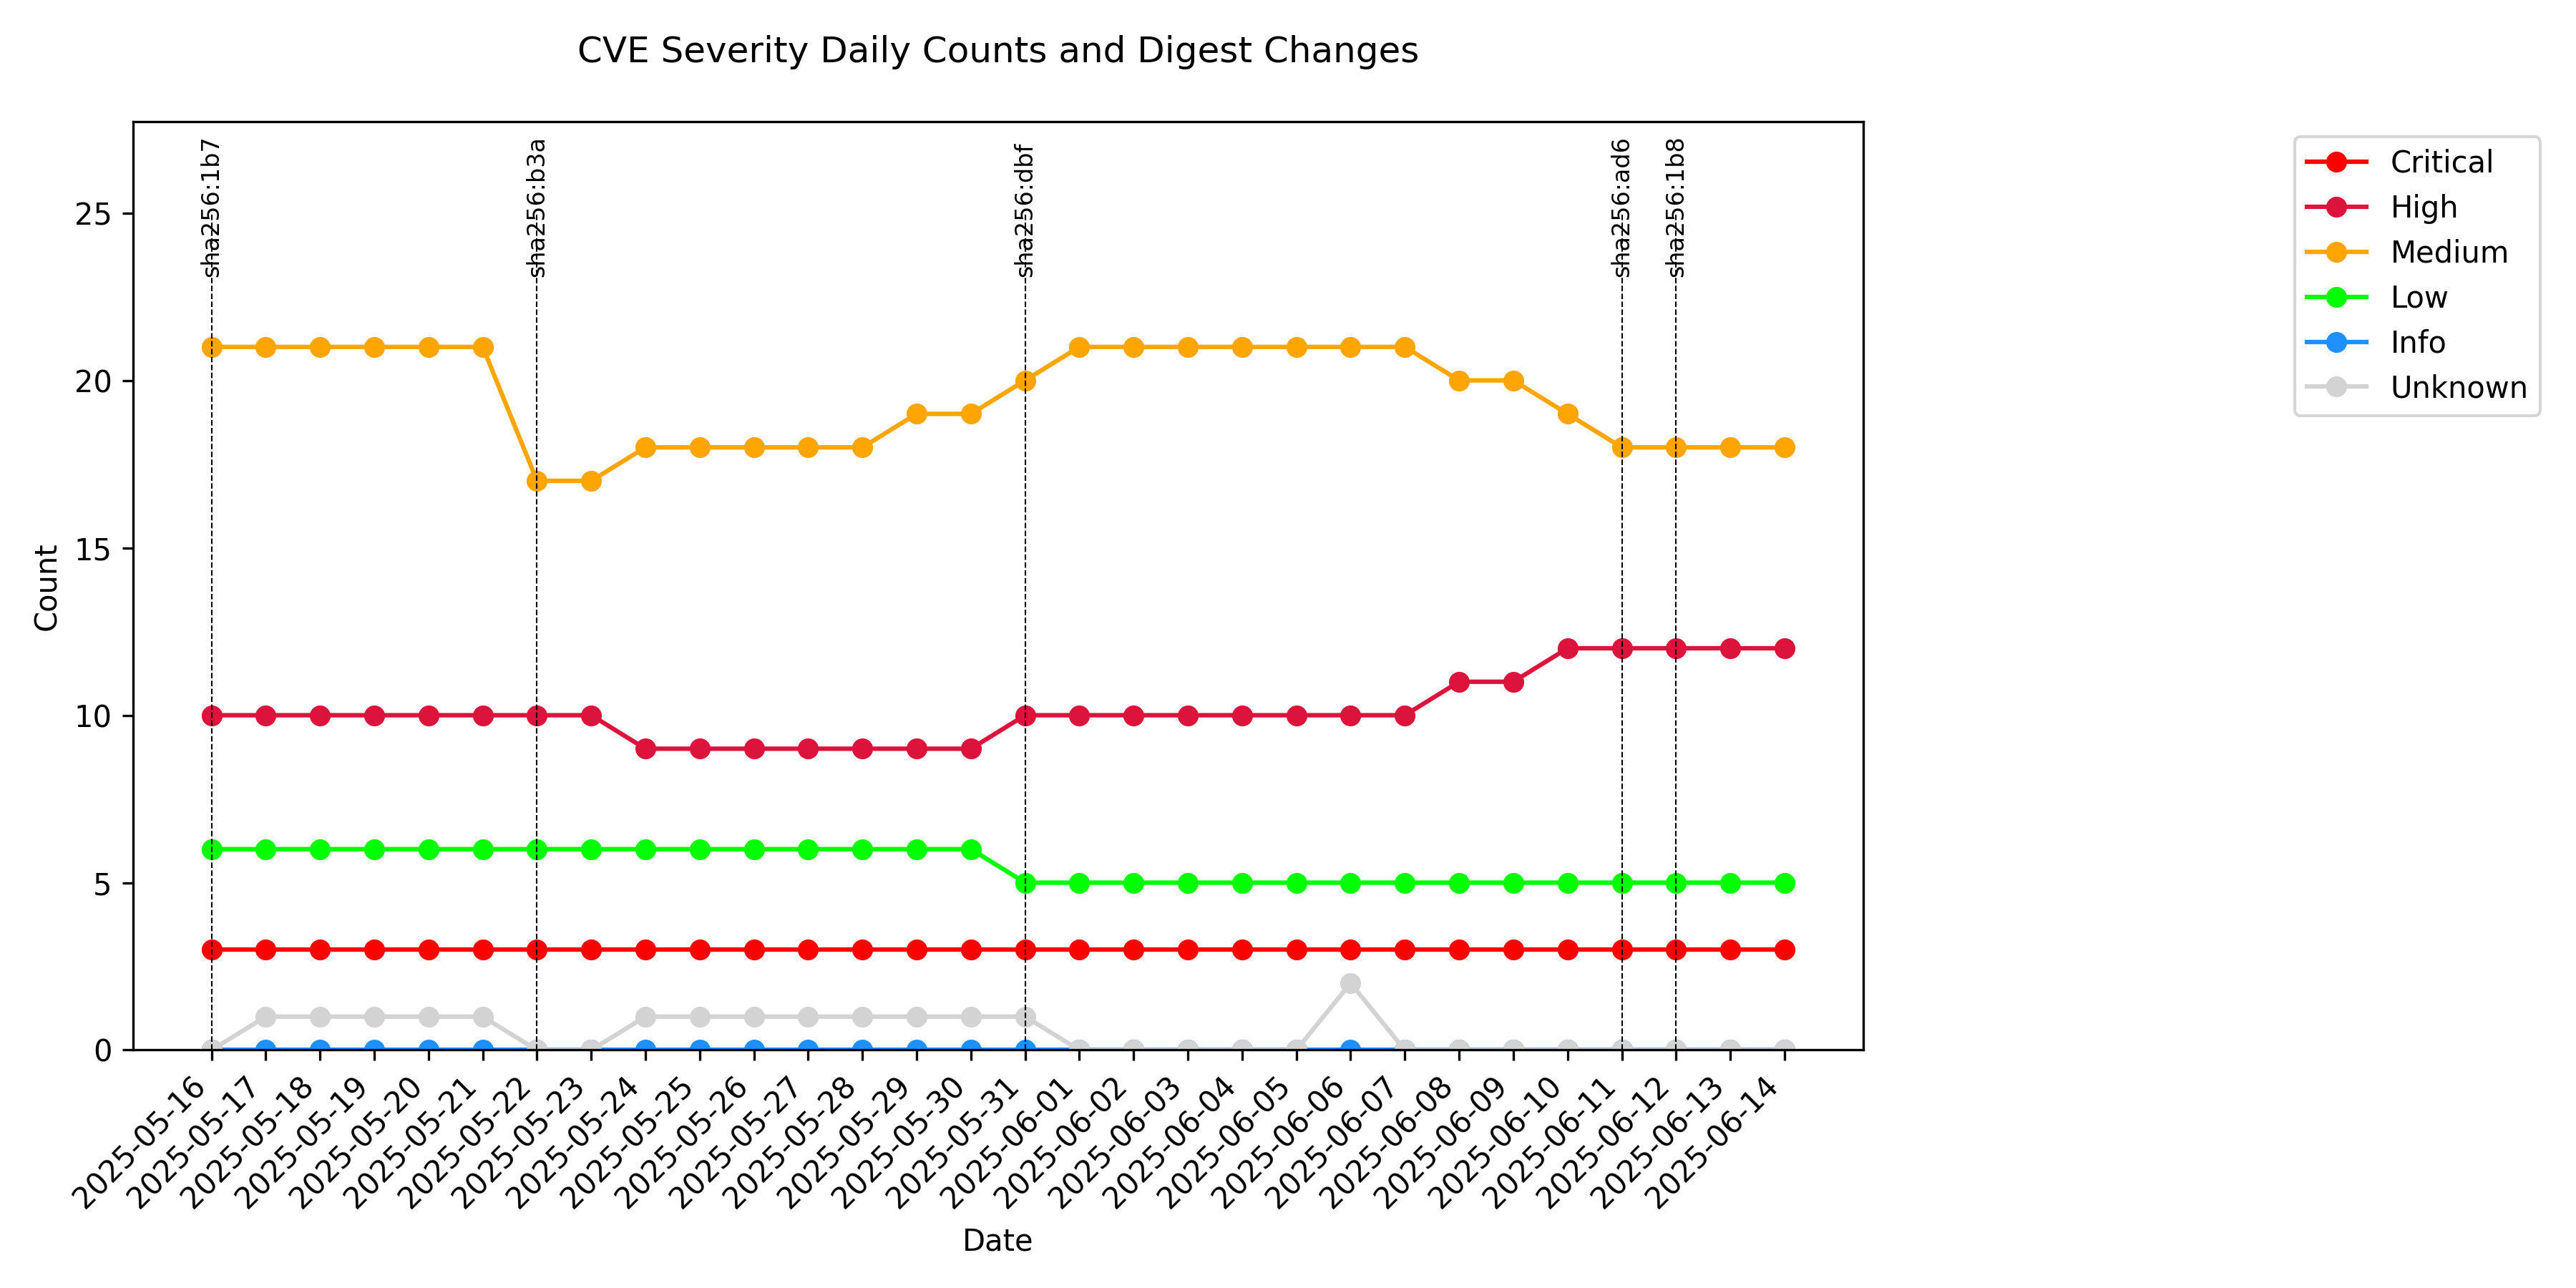 CVE Severity Daily Counts and Digest Changes
sha256:1b7
sha256:b3a
sha256:dbf
sha256:ad6
sha256:1b8
Critical
High
Medium
Low
Info
Unknown
25
20
15
10
5
0
Count
2025-05-16
2025-05-17
2025-05-18
2025-05-19
2025-05-20
2025-05-21
2025-05-22
2025-05-23
2025-05-24
2025-05-25
2025-05-26
2025-05-27
2025-05-28
2025-05-29
2025-05-30
2025-05-31
2025-06-01
2025-06-02
2025-06-03
2025-06-04
2025-06-05
2025-06-06
2025-06-07
2025-06-08
2025-06-09
2025-06-10
2025-06-11
2025-06-12
2025-06-13
2025-06-14
Date